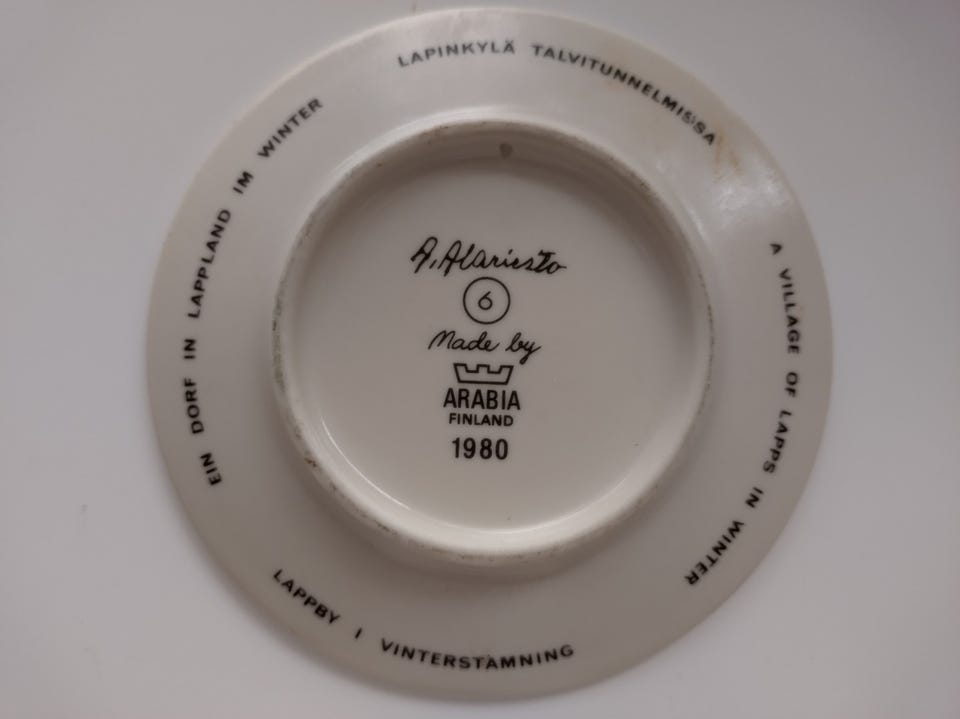 LAPINKYLÄ TALVITUNNELMISSA
A VILLAGE OF LAPPS IN WINTER
LAPPBY I VINTERSTÄMNING
EIN DORF IN LAPPLAND IM WINTER
A. Alariesto
6
Made by
ARABIA
FINLAND
1980